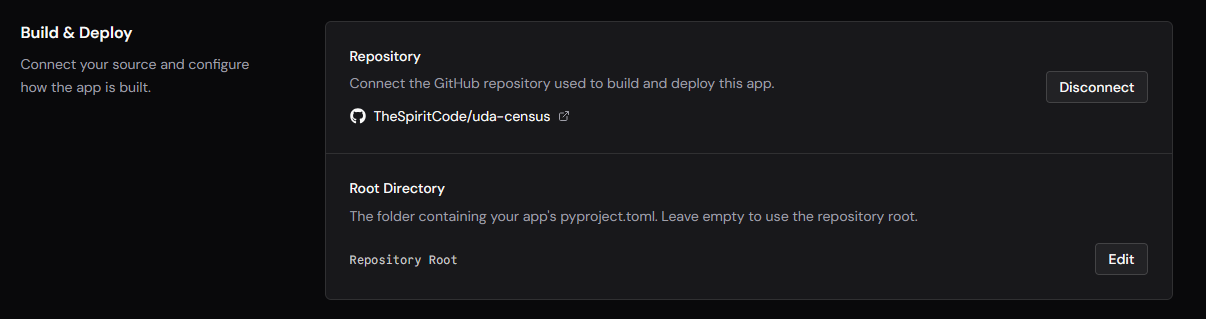 Build & Deploy
Connect your source and configure
how the app is built.
Repository
Connect the GitHub repository used to build and deploy this app.
TheSpiritCode/uda-census
Disconnect
Root Directory
The folder containing your app's pyproject.toml. Leave empty to use the repository root.
Repository Root
Edit